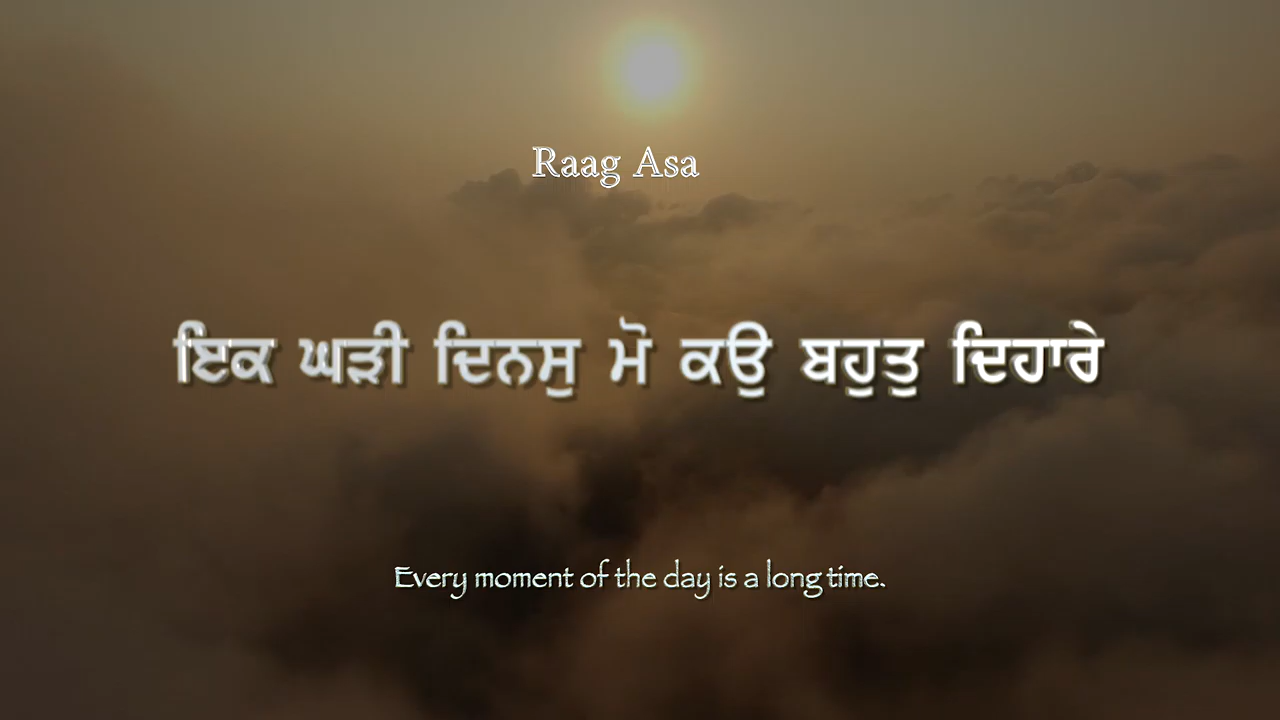 Raag Asa
ਇਕ ਘੜੀ ਦਿਨਸੁ ਮੋ ਕਉ ਬਹੁਤੁ ਦਿਹਾਰੇ
Every moment of the day is a long time.